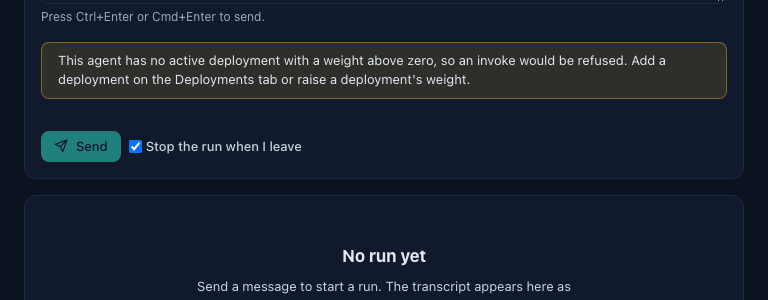 Press Ctrl+Enter or Cmd+Enter to send.
This agent has no active deployment with a weight above zero, so an invoke would be refused. Add a
deployment on the Deployments tab or raise a deployment's weight.
Send
Stop the run when I leave
No run yet
Send a message to start a run. The transcript appears here as